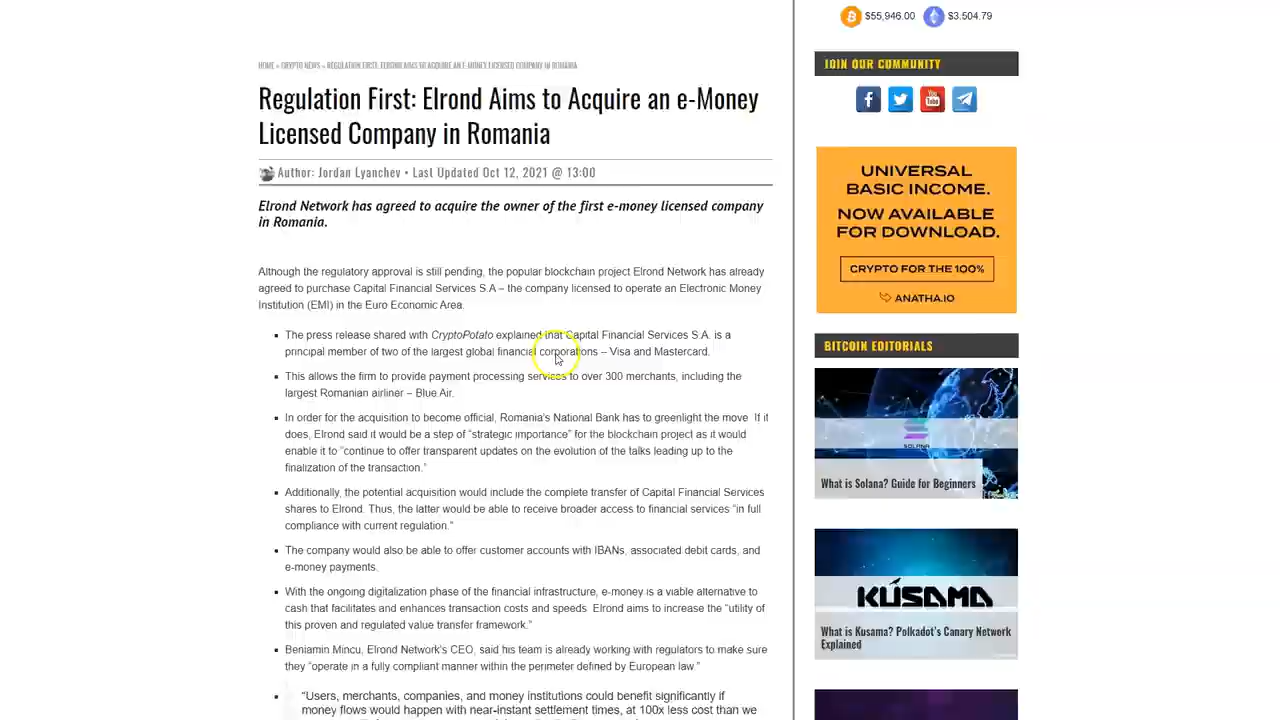 $55,946.00 $3.504.79
HOME » CRYPTO NEWS » REGULATION FIRST: ELROND AIMS TO ACQUIRE AN E-MONEY LICENSED COMPANY IN ROMANIA
Regulation First: Elrond Aims to Acquire an e-Money
Licensed Company in Romania
Author: Jordan Lyanchev • Last Updated Oct 12, 2021 @ 13:00
Elrond Network has agreed to acquire the owner of the first e-money licensed company
in Romania.
Although the regulatory approval is still pending, the popular blockchain project Elrond Network has already
agreed to purchase Capital Financial Services S.A – the company licensed to operate an Electronic Money
Institution (EMI) in the Euro Economic Area.
The press release shared with CryptoPotato explained that Capital Financial Services S.A. is a
principal member of two of the largest global financial corporations – Visa and Mastercard.
This allows the firm to provide payment processing services to over 300 merchants, including the
largest Romanian airliner – Blue Air.
In order for the acquisition to become official, Romania's National Bank has to greenlight the move. If it
does, Elrond said it would be a step of "strategic importance" for the blockchain project as it would
enable it to "continue to offer transparent updates on the evolution of the talks leading up to the
finalization of the transaction."
Additionally, the potential acquisition would include the complete transfer of Capital Financial Services
shares to Elrond. Thus, the latter would be able to receive broader access to financial services "in full
compliance with current regulation."
The company would also be able to offer customer accounts with IBANs, associated debit cards, and
e-money payments.
With the ongoing digitalization phase of the financial infrastructure, e-money is a viable alternative to
cash that facilitates and enhances transaction costs and speeds. Elrond aims to increase the "utility of
this proven and regulated value transfer framework."
Beniamin Mincu, Elrond Network's CEO, said his team is already working with regulators to make sure
they "operate in a fully compliant manner within the perimeter defined by European law."
"Users, merchants, companies, and money institutions could benefit significantly if
money flows would happen with near-instant settlement times, at 100x less cost than we
JOIN OUR COMMUNITY
You
Tube
UNIVERSAL
BASIC INCOME.
NOW AVAILABLE
FOR DOWNLOAD.
CRYPTO FOR THE 100%
ANATHA.IO
BITCOIN EDITORIALS
SOLANA
What is Solana? Guide for Beginners
KUSAMA
What is Kusama? Polkadot's Canary Network
Explained